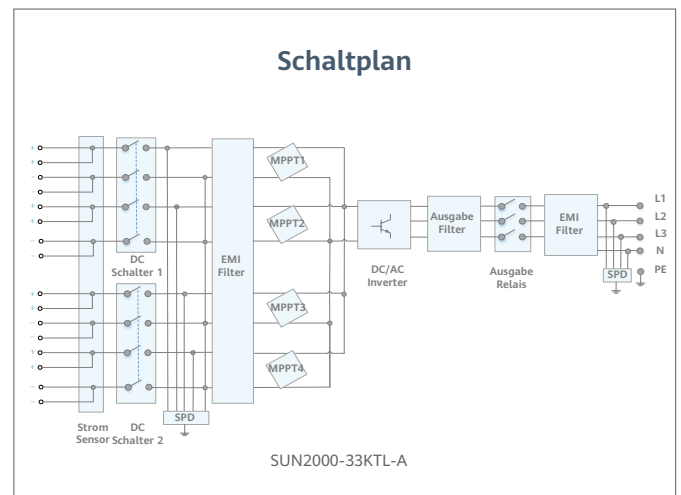 Schaltplan
MPPT1
MPPT2
MPPT3
MPPT4
EMI
Filter
DC
Schalter 1
DC/AC
Inverter
Ausgabe
Filter
Ausgabe
Relais
EMI
Filter
L1
L2
L3
N
PE
SPD
SPD
Strom
Sensor
DC
Schalter 2
SUN2000-33KTL-A